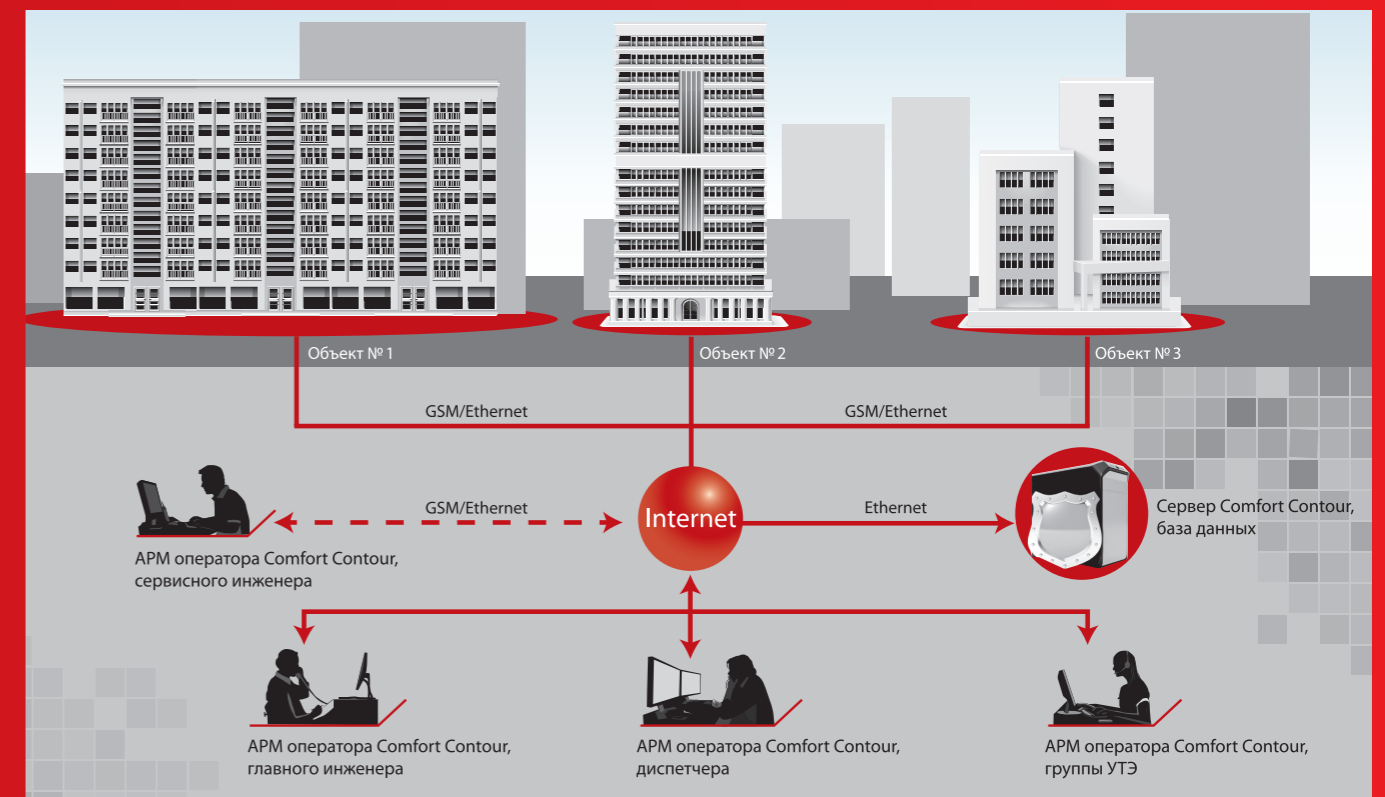 Объект № 1
Объект № 2
Объект № 3
GSM/Ethernet
GSM/Ethernet
GSM/Ethernet
Internet
Ethernet
Сервер Comfort Contour,
база данных
АРМ оператора Comfort Contour,
сервисного инженера
АРМ оператора Comfort Contour,
главного инженера
АРМ оператора Comfort Contour,
диспетчера
АРМ оператора Comfort Contour,
группы УТЭ